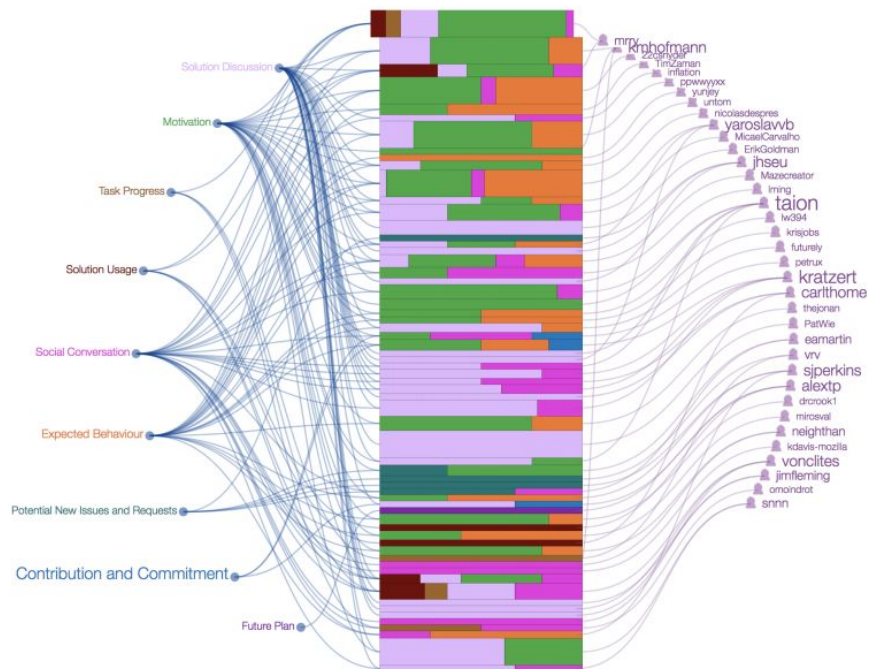 Solution Discussion
Motivation
Task Progress
Solution Usage
Social Conversation
Expected Behaviour
Potential New Issues and Requests
Contribution and Commitment
Future Plan
mrry
kmhofmann
22csnyder
TimZaman
inflation
ppwwyyxx
yunjey
untom
nicolasdespres
yaroslavvb
MicaelCarvalho
ErikGoldman
jhseu
Mazecreator
lming
taion
lw394
krisjobs
futurely
petrux
kratzert
carlthome
thejonan
PatWie
eamartin
vrv
sjperkins
alextp
drcrook1
mirosval
neighthan
kdavis-mozilla
vonclites
jimfleming
omoindrot
snnn